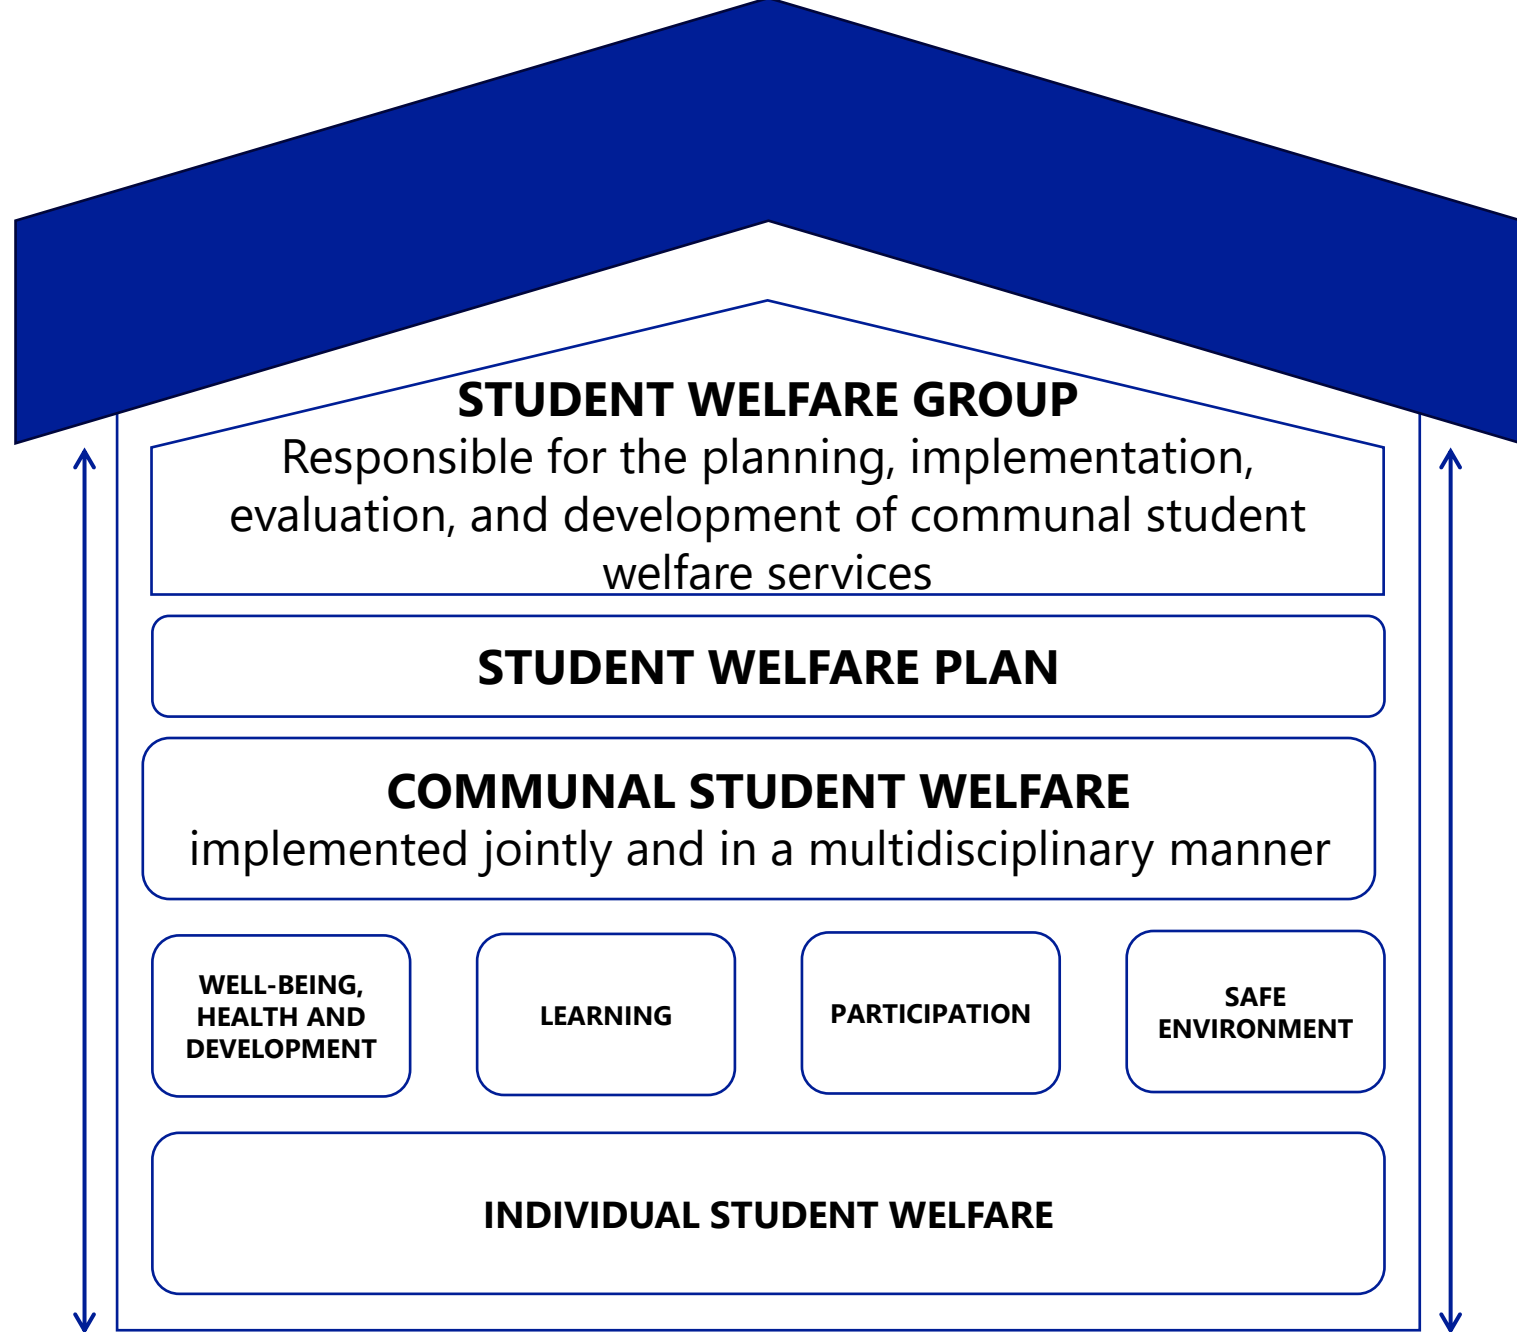 STUDENT WELFARE GROUP
Responsible for the planning, implementation,
evaluation, and development of communal student
welfare services
STUDENT WELFARE PLAN
COMMUNAL STUDENT WELFARE
implemented jointly and in a multidisciplinary manner
WELL-BEING,
HEALTH AND
DEVELOPMENT
LEARNING
PARTICIPATION
SAFE
ENVIRONMENT
INDIVIDUAL STUDENT WELFARE